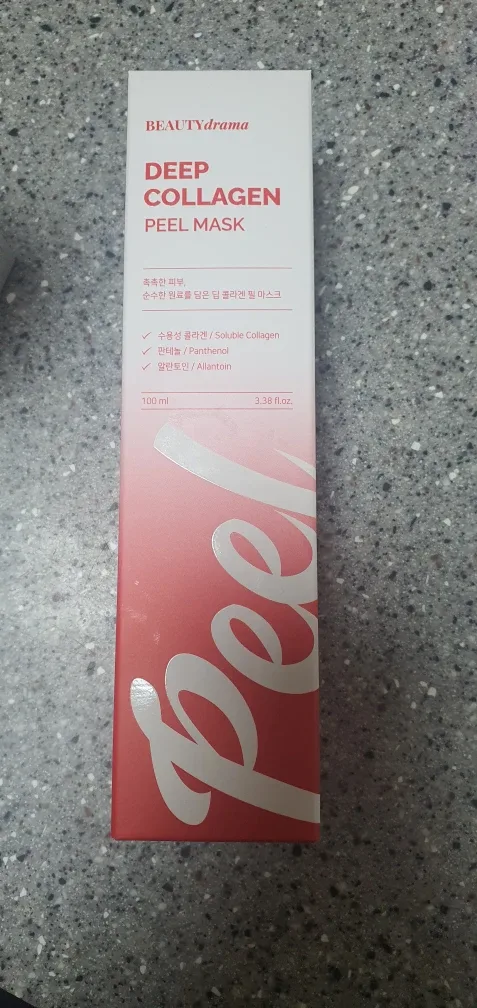 BEAUTYdrama
DEEP
COLLAGEN
PEEL MASK
촉촉한 피부,
순수한 원료를 담은 딥 콜라겐 필 마스크
✓ 수용성 콜라겐 / Soluble Collagen
✓ 판테놀 / Panthenol
✓ 알란토인 / Allantoin
100 ml 3.38 fl.oz.
Peel